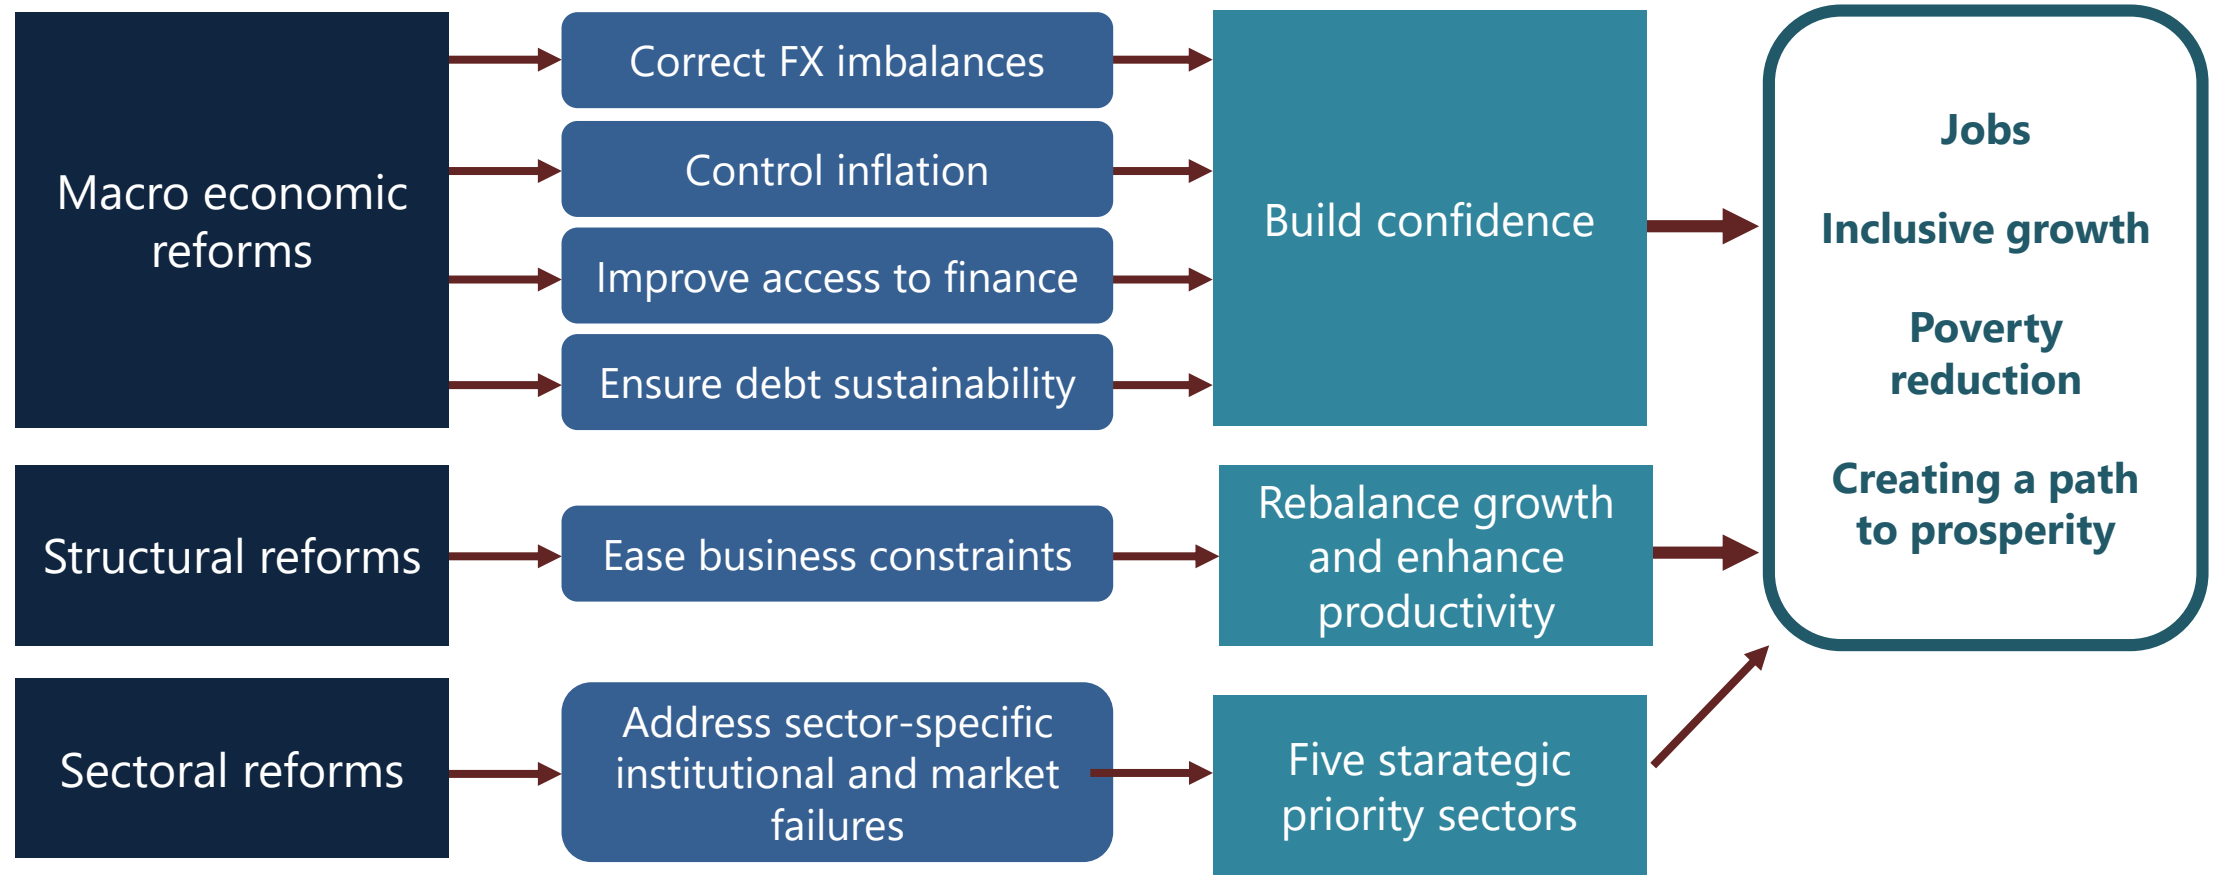 Macro economic
reforms
Correct FX imbalances
Control inflation
Improve access to finance
Ensure debt sustainability
Build confidence
Structural reforms
Ease business constraints
Rebalance growth
and enhance
productivity
Sectoral reforms
Address sector-specific
institutional and market
failures
Five starategic
priority sectors
Jobs
Inclusive growth
Poverty
reduction
Creating a path
to prosperity